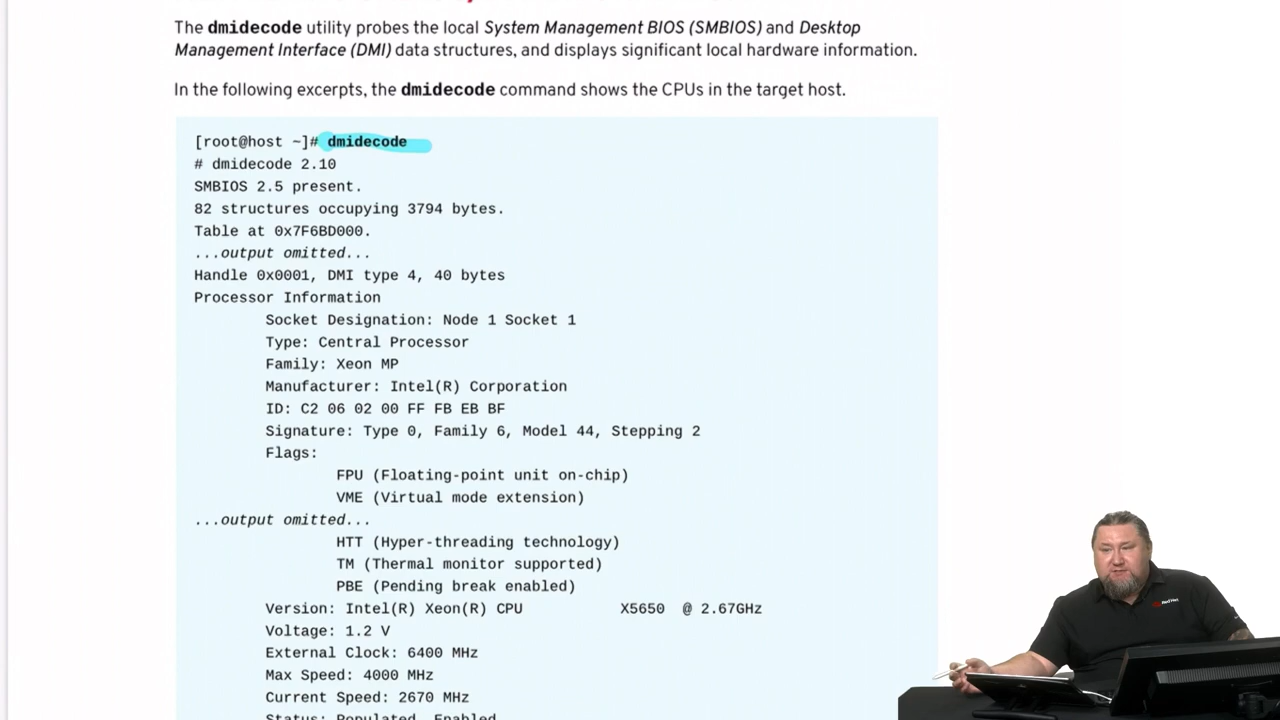 The dmidecode utility probes the local System Management BIOS (SMBIOS) and Desktop
Management Interface (DMI) data structures, and displays significant local hardware information.
In the following excerpts, the dmidecode command shows the CPUs in the target host.
[root@host ~]# dmidecode
# dmidecode 2.10
SMBIOS 2.5 present.
82 structures occupying 3794 bytes.
Table at 0x7F6BD000.
...output omitted...
Handle 0x0001, DMI type 4, 40 bytes
Processor Information
Socket Designation: Node 1 Socket 1
Type: Central Processor
Family: Xeon MP
Manufacturer: Intel(R) Corporation
ID: C2 06 02 00 FF FB EB BF
Signature: Type 0, Family 6, Model 44, Stepping 2
Flags:
FPU (Floating-point unit on-chip)
VME (Virtual mode extension)
...output omitted...
HTT (Hyper-threading technology)
TM (Thermal monitor supported)
PBE (Pending break enabled)
Version: Intel(R) Xeon(R) CPU X5650 @ 2.67GHz
Voltage: 1.2 V
External Clock: 6400 MHz
Max Speed: 4000 MHz
Current Speed: 2670 MHz
Status: Populated, Enabled
Red Hat